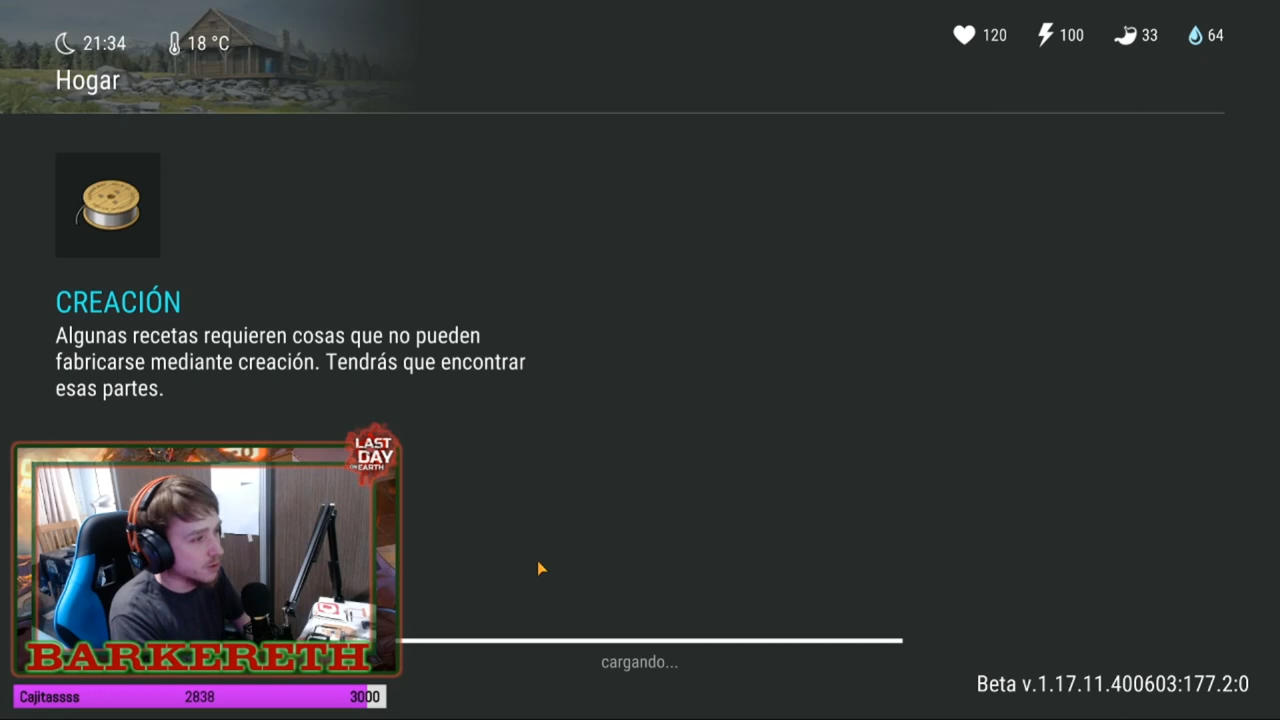 21:34 18 °C
Hogar
120 100 33 64
CREACIÓN
Algunas recetas requieren cosas que no pueden
fabricarse mediante creación. Tendrás que encontrar
esas partes.
LAST
DAY
ON EARTH
BARKERETH
cargando...
Cajitassss 2838 3000
Beta v.1.17.11.400603:177.2:0